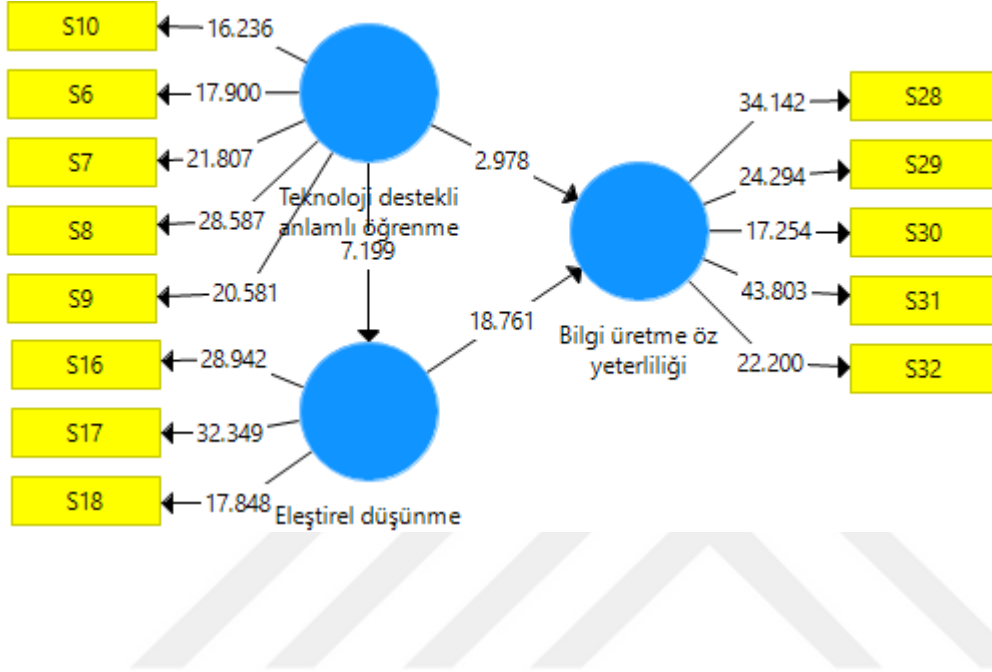 S10
16.236
S6
17.900
S7
21.807
S8
28.587
S9
20.581
Teknoloji destekli
anlamlı öğrenme
7.199
2.978
18.761
S16
28.942
S17
32.349
S18
17.848
Eleştirel düşünme
Bilgi üretme öz
yeterliliği
34.142
S28
24.294
S29
17.254
S30
43.803
S31
22.200
S32